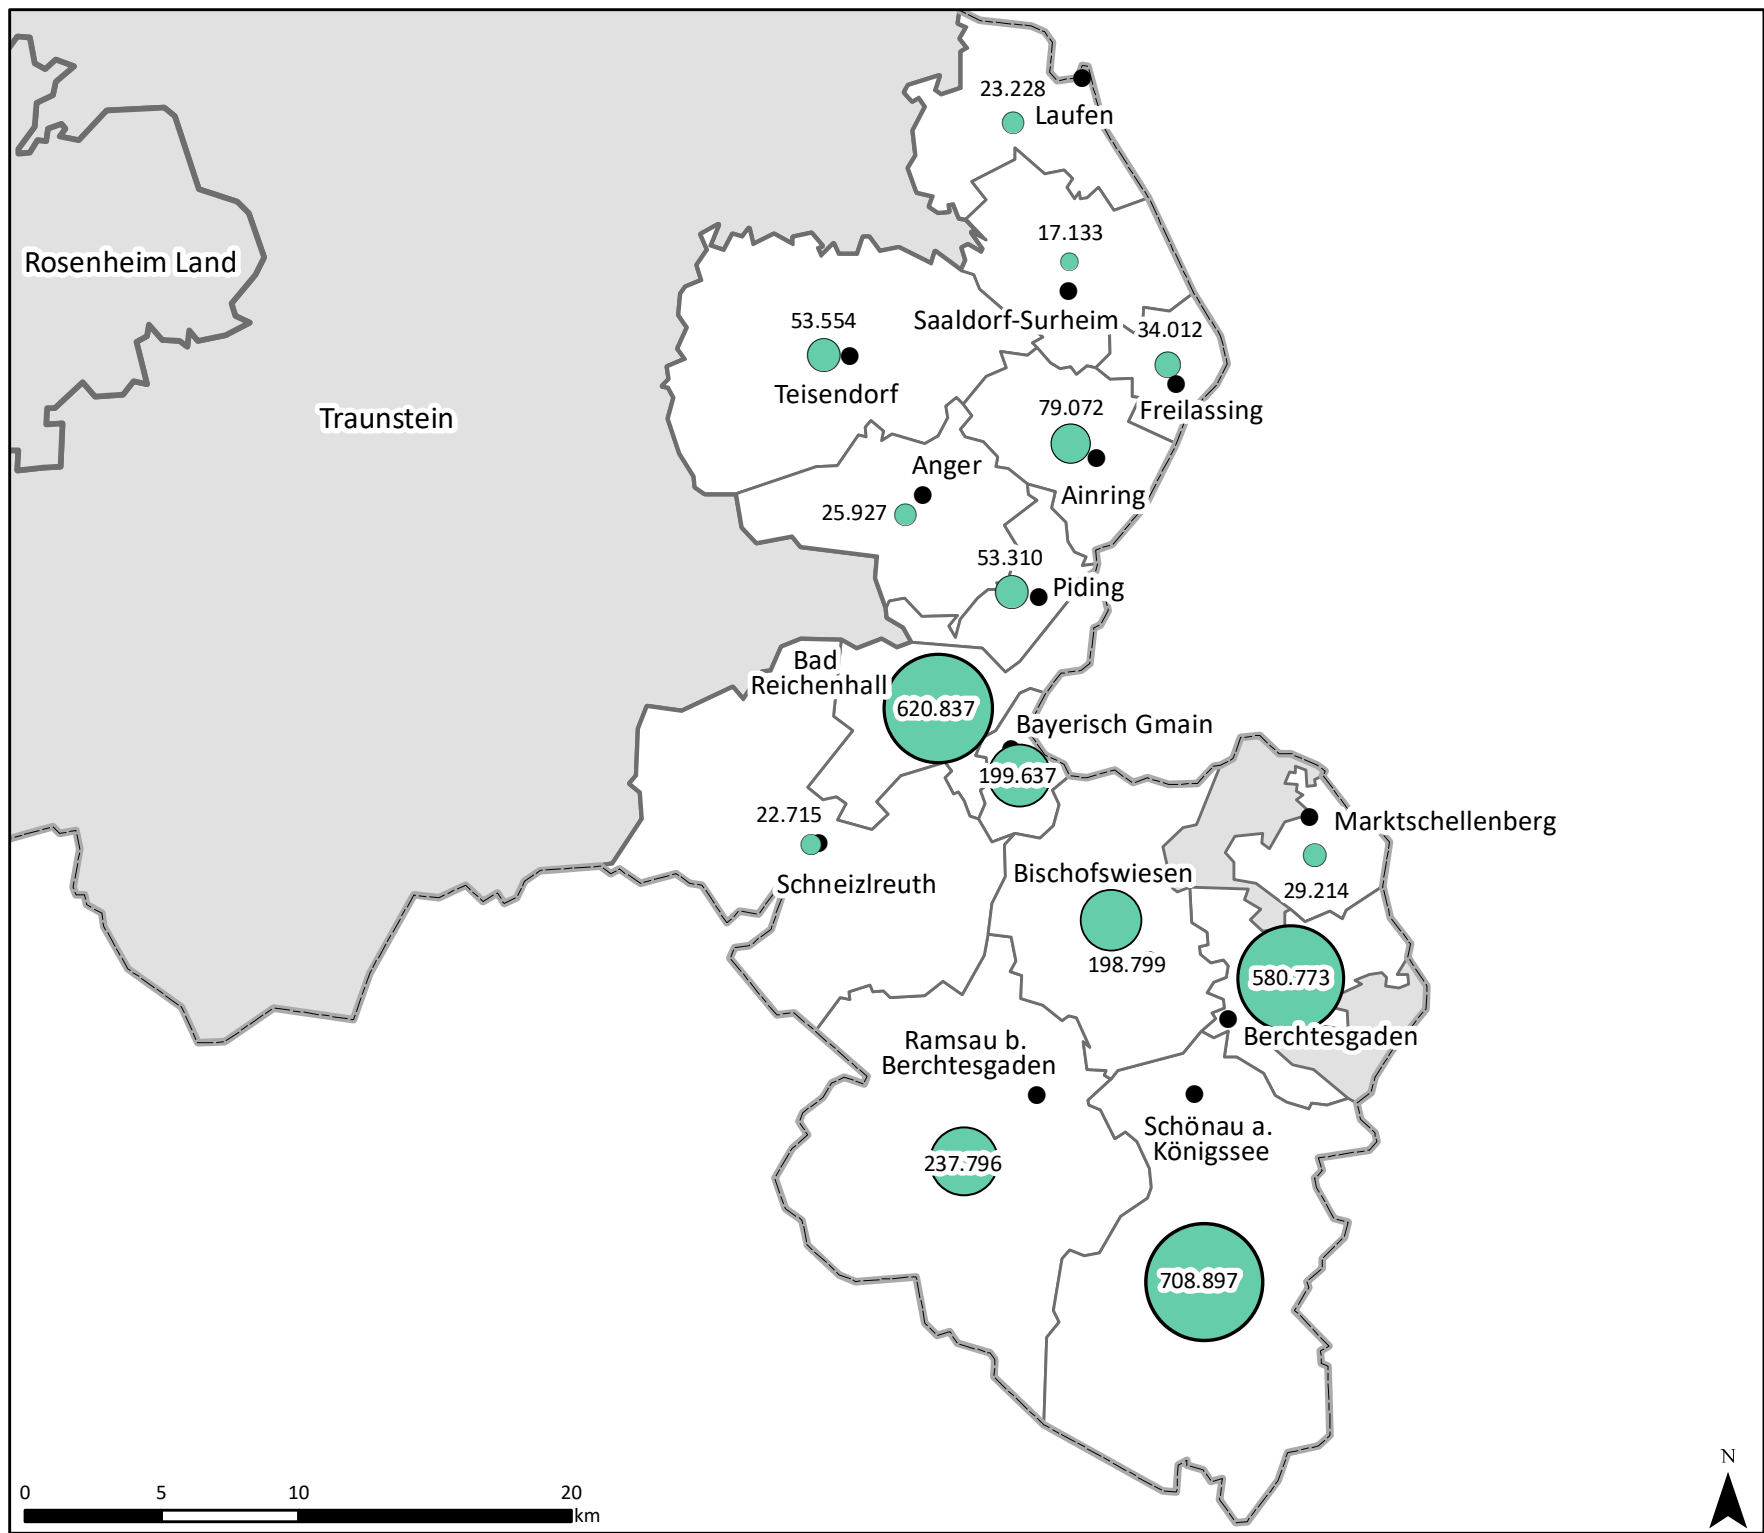 23.228
Laufen
17.133
Rosenheim Land
Saaldorf-Surheim
53.554
34.012
Teisendorf
79.072
Freilassing
Traunstein
Anger
Ainring
25.927
53.310
Piding
Bad
Reichenhall
620.837
Bayerisch Gmain
199.637
22.715
Marktschellenberg
Schneizlreuth
Bischofswiesen
29.214
198.799
580.773
Ramsau b.
Berchtesgaden
Berchtesgaden
Schönau a.
Königssee
237.796
708.897
N
0 5 10 20
km